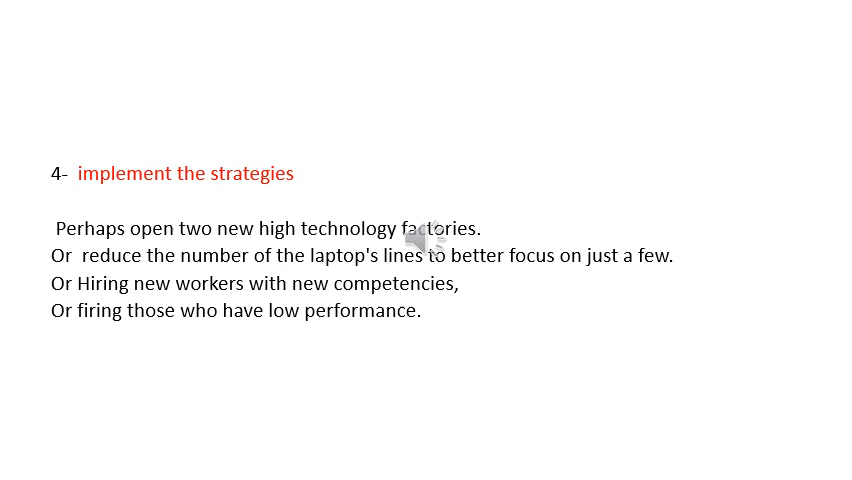 4- implement the strategies
Perhaps open two new high technology factories.
Or reduce the number of the laptop's lines to better focus on just a few.
Or Hiring new workers with new competencies,
Or firing those who have low performance.